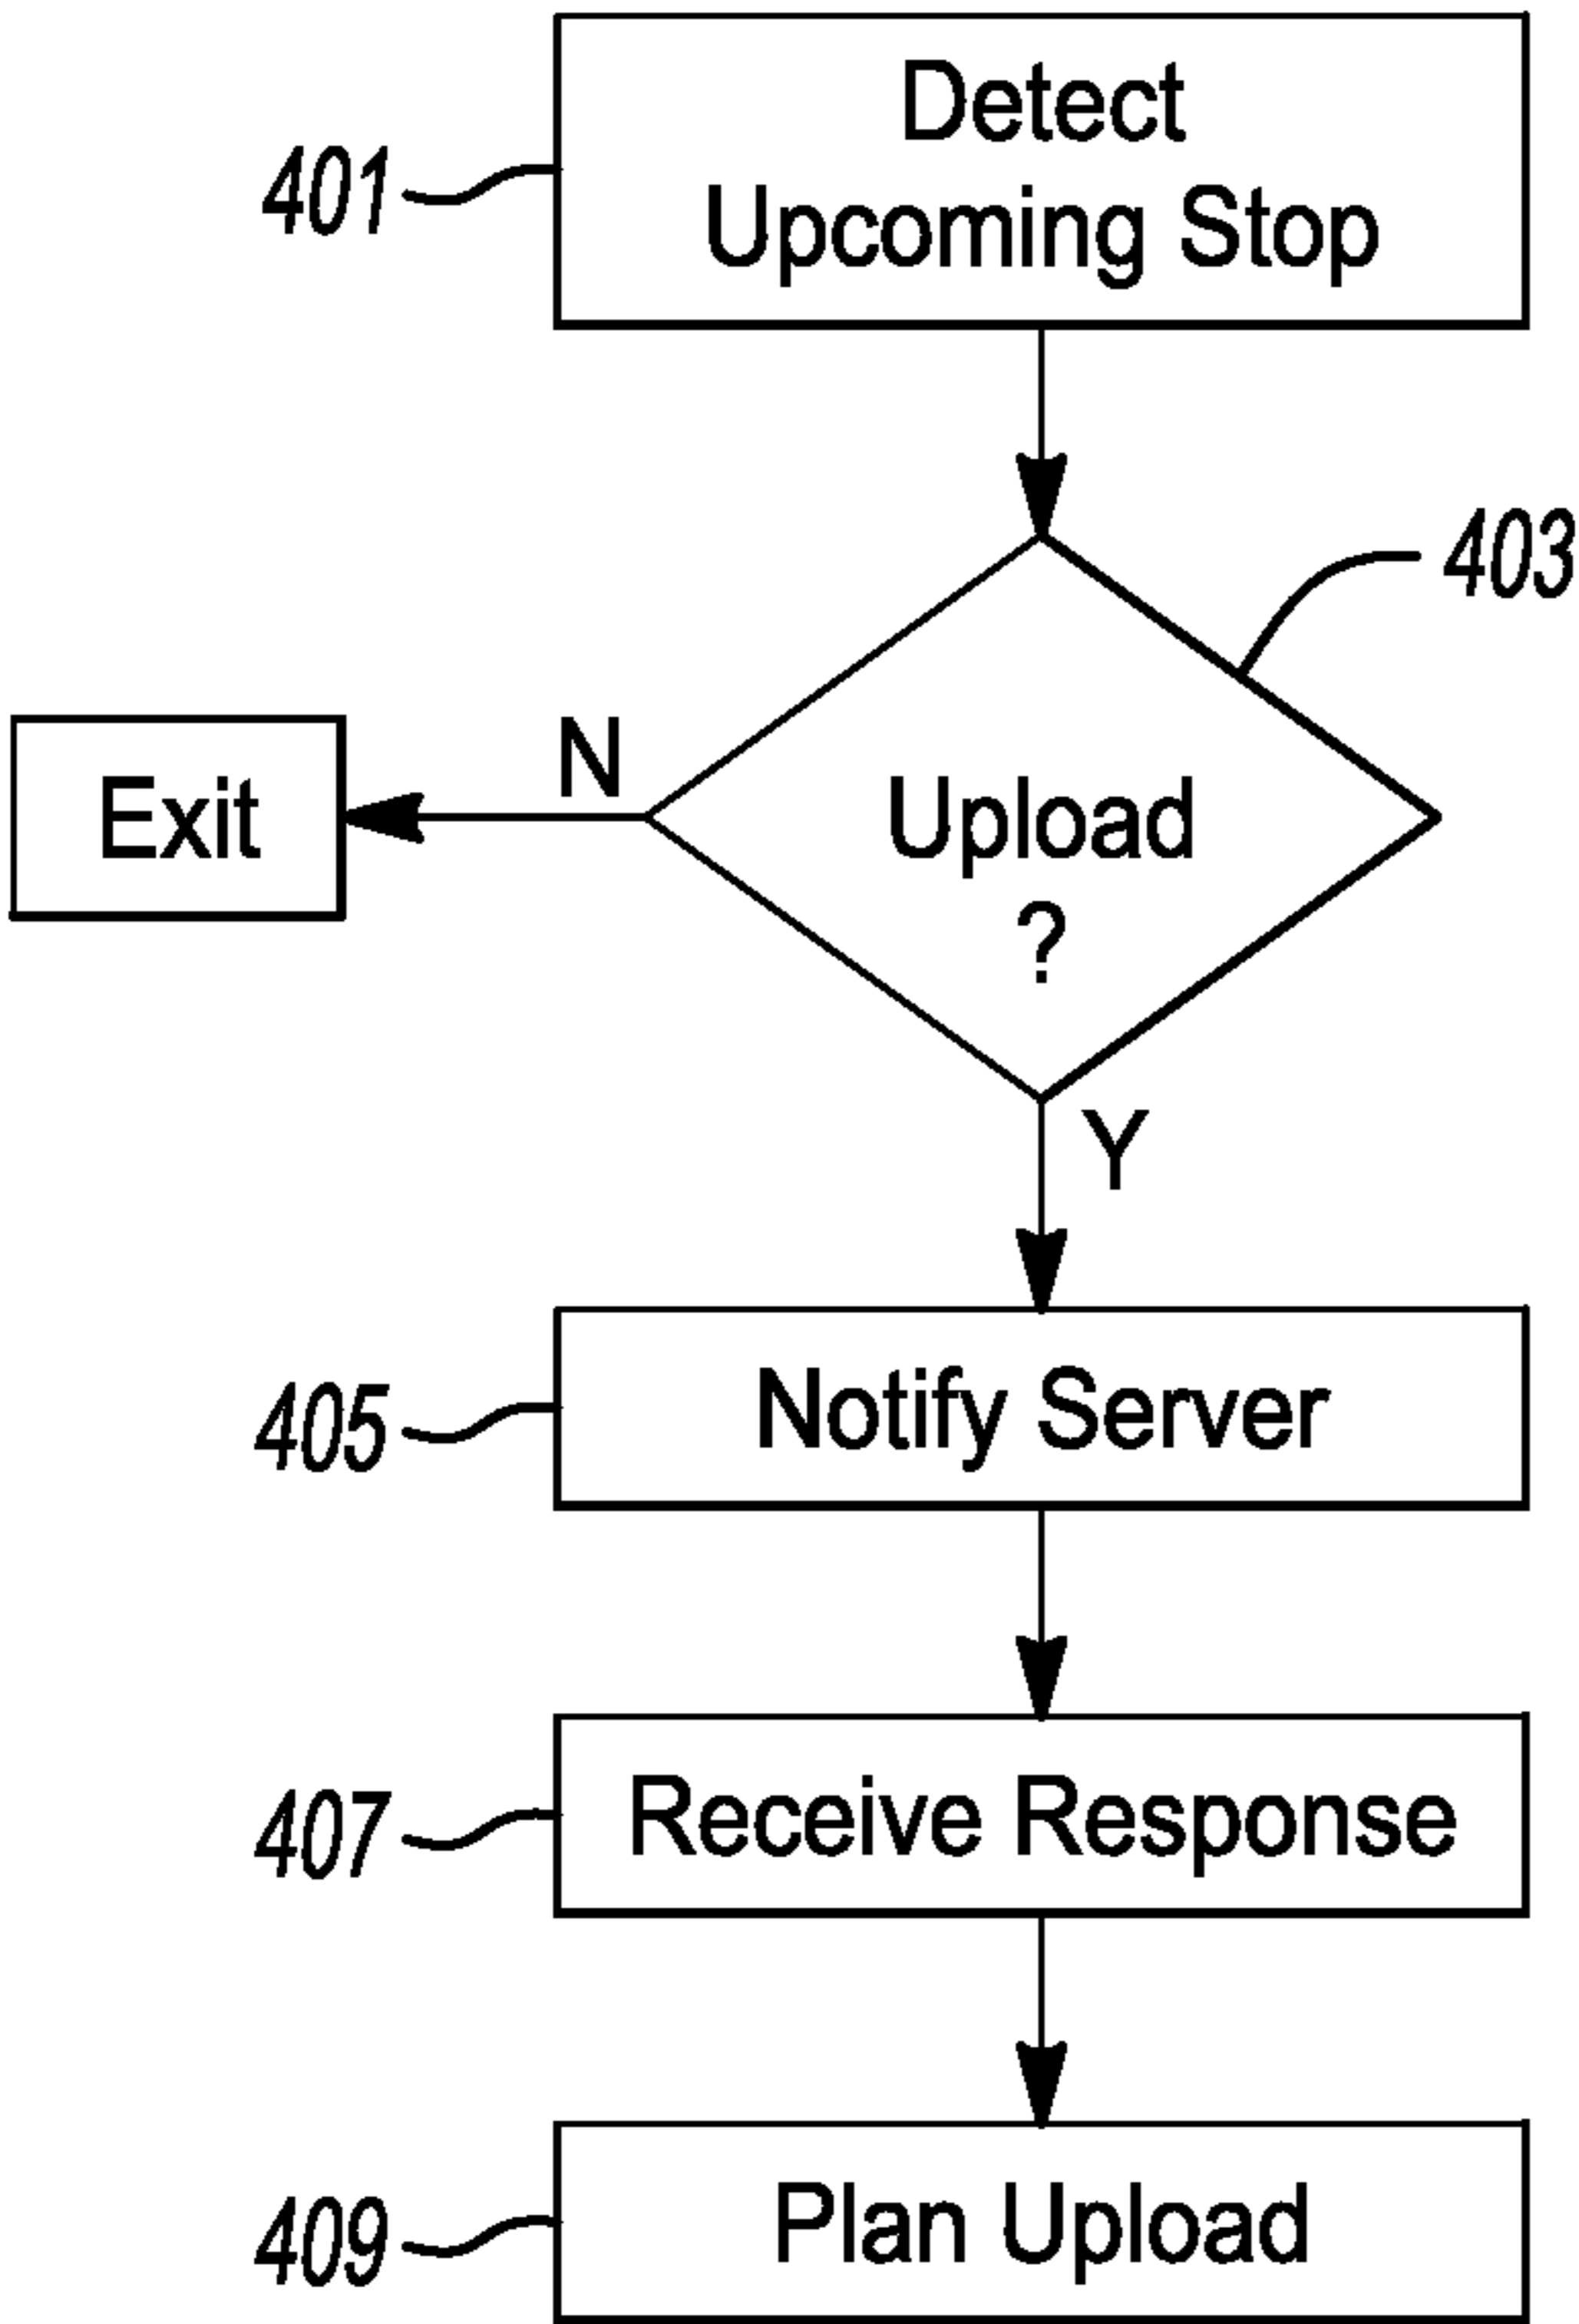 Detect
Upcoming Stop
401
403
Upload
?
N
Exit
Y
405
Notify Server
407
Receive Response
409
Plan Upload